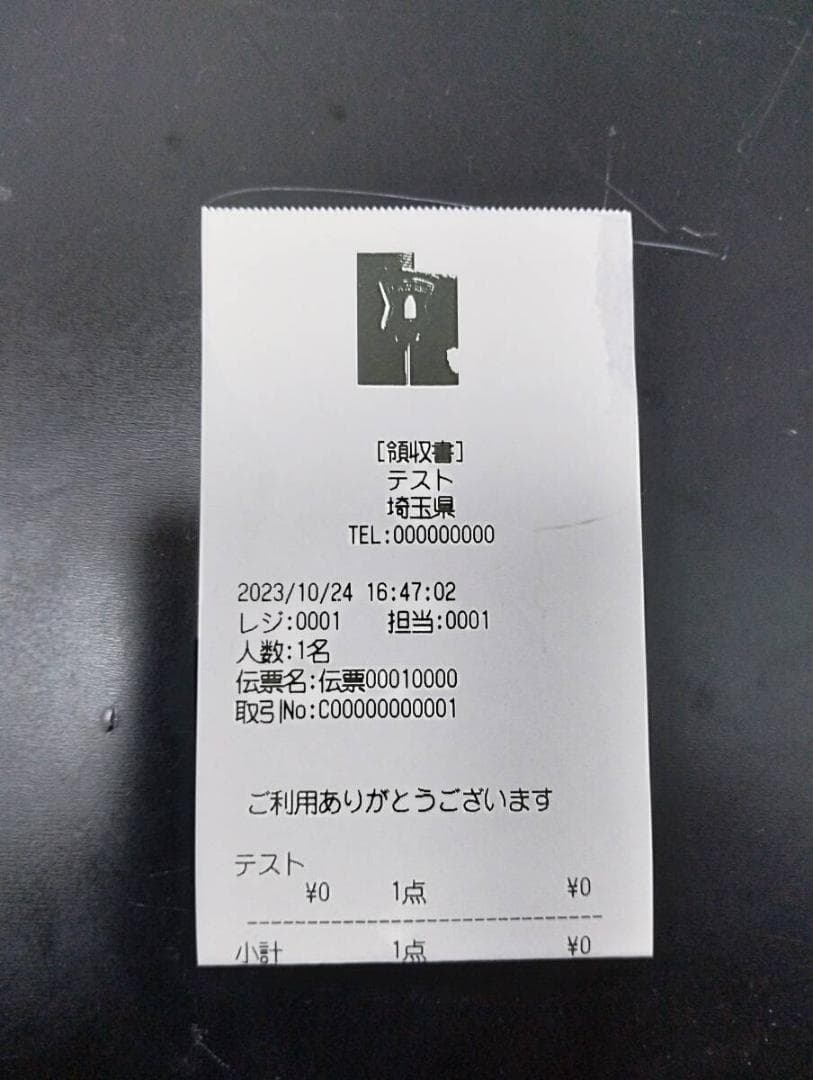 [領収書]
テスト
埼玉県
TEL:000000000
2023/10/24 16:47:02
レジ:0001 担当:0001
人数:1名
伝票名:伝票00010000
取引No:C00000000001
ご利用ありがとうございます
テスト
¥0 1点 ¥0
小計 1点 ¥0